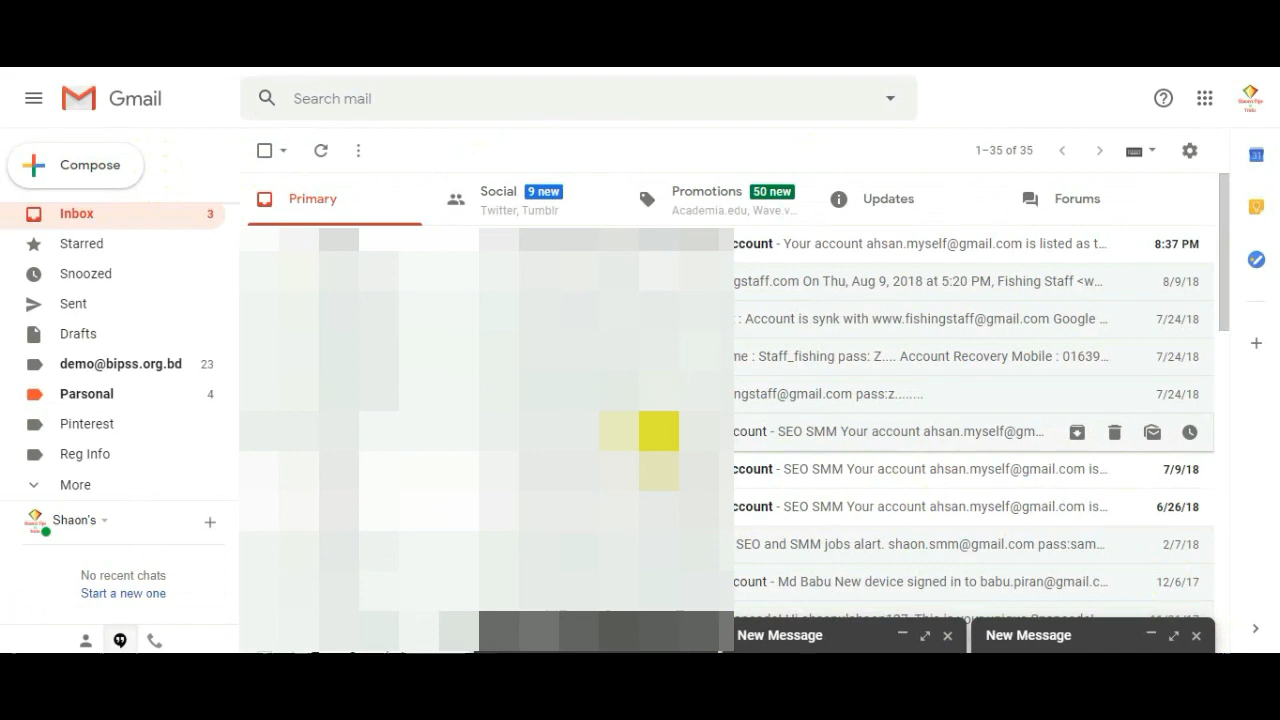 Gmail
Search mail
Compose
1–35 of 35
Primary
Social 9 new
Twitter, Tumblr
Promotions 50 new
Academia.edu, Wave.v...
Updates
Forums
Inbox 3
Starred
Snoozed
Sent
Drafts
demo@bipss.org.bd 23
Parsonal 4
Pinterest
Reg Info
More
Shaon's
No recent chats
Start a new one
ccount - Your account ahsan.myself@gmail.com is listed as t... 8:37 PM
gstaff.com On Thu, Aug 9, 2018 at 5:20 PM, Fishing Staff <w... 8/9/18
: Account is synk with www.fishingstaff@gmail.com Google ... 7/24/18
me : Staff_fishing pass: Z.... Account Recovery Mobile : 01639... 7/24/18
ngstaff@gmail.com pass:z........ 7/24/18
count - SEO SMM Your account ahsan.myself@gm...
ccount - SEO SMM Your account ahsan.myself@gmail.com is... 7/9/18
ccount - SEO SMM Your account ahsan.myself@gmail.com is... 6/26/18
SEO and SMM jobs alart. shaon.smm@gmail.com pass:sam... 2/7/18
ount - Md Babu New device signed in to babu.piran@gmail.c... 12/6/17
New Message
New Message